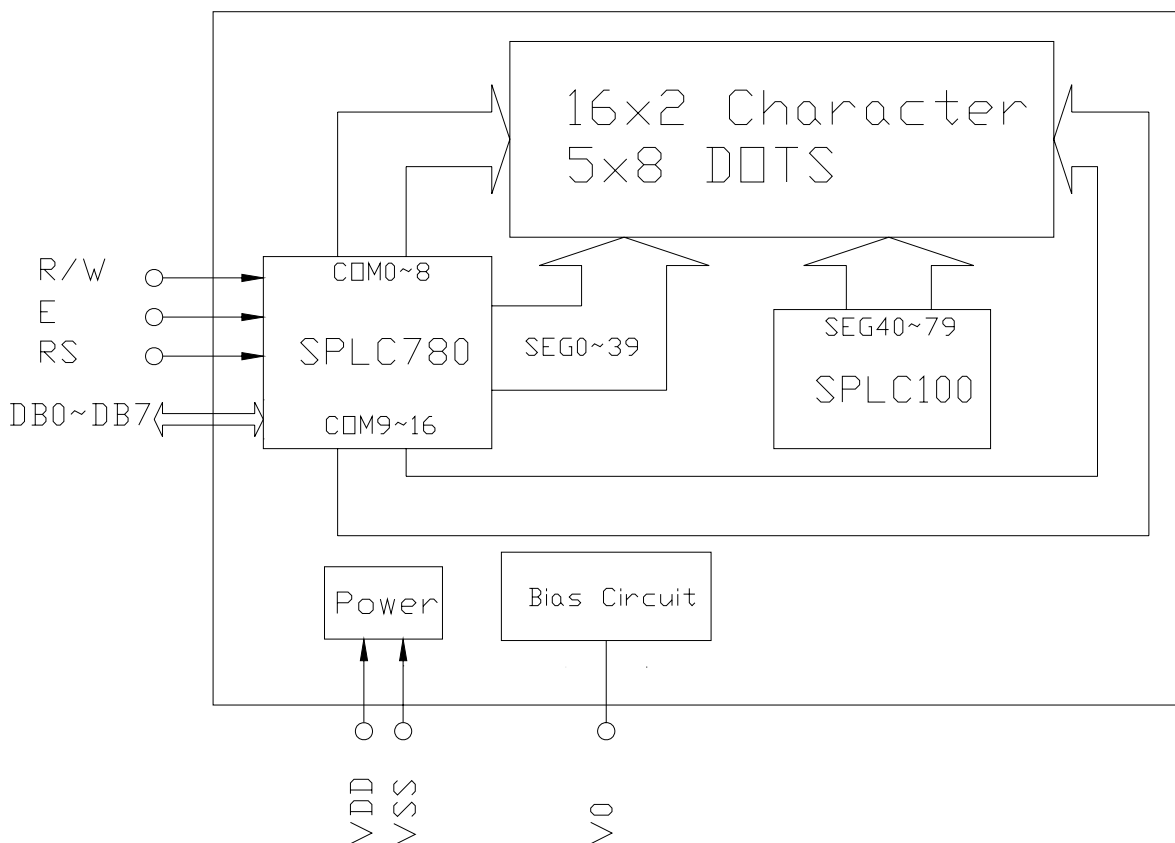 16x2 Character
5x8 DOTS
R/W
E
RS
DB0~DB7
COM0~8
SPLC780
COM9~16
SEG0~39
SEG40~79
SPLC100
Power
Bias Circuit
VDD
VSS
V0